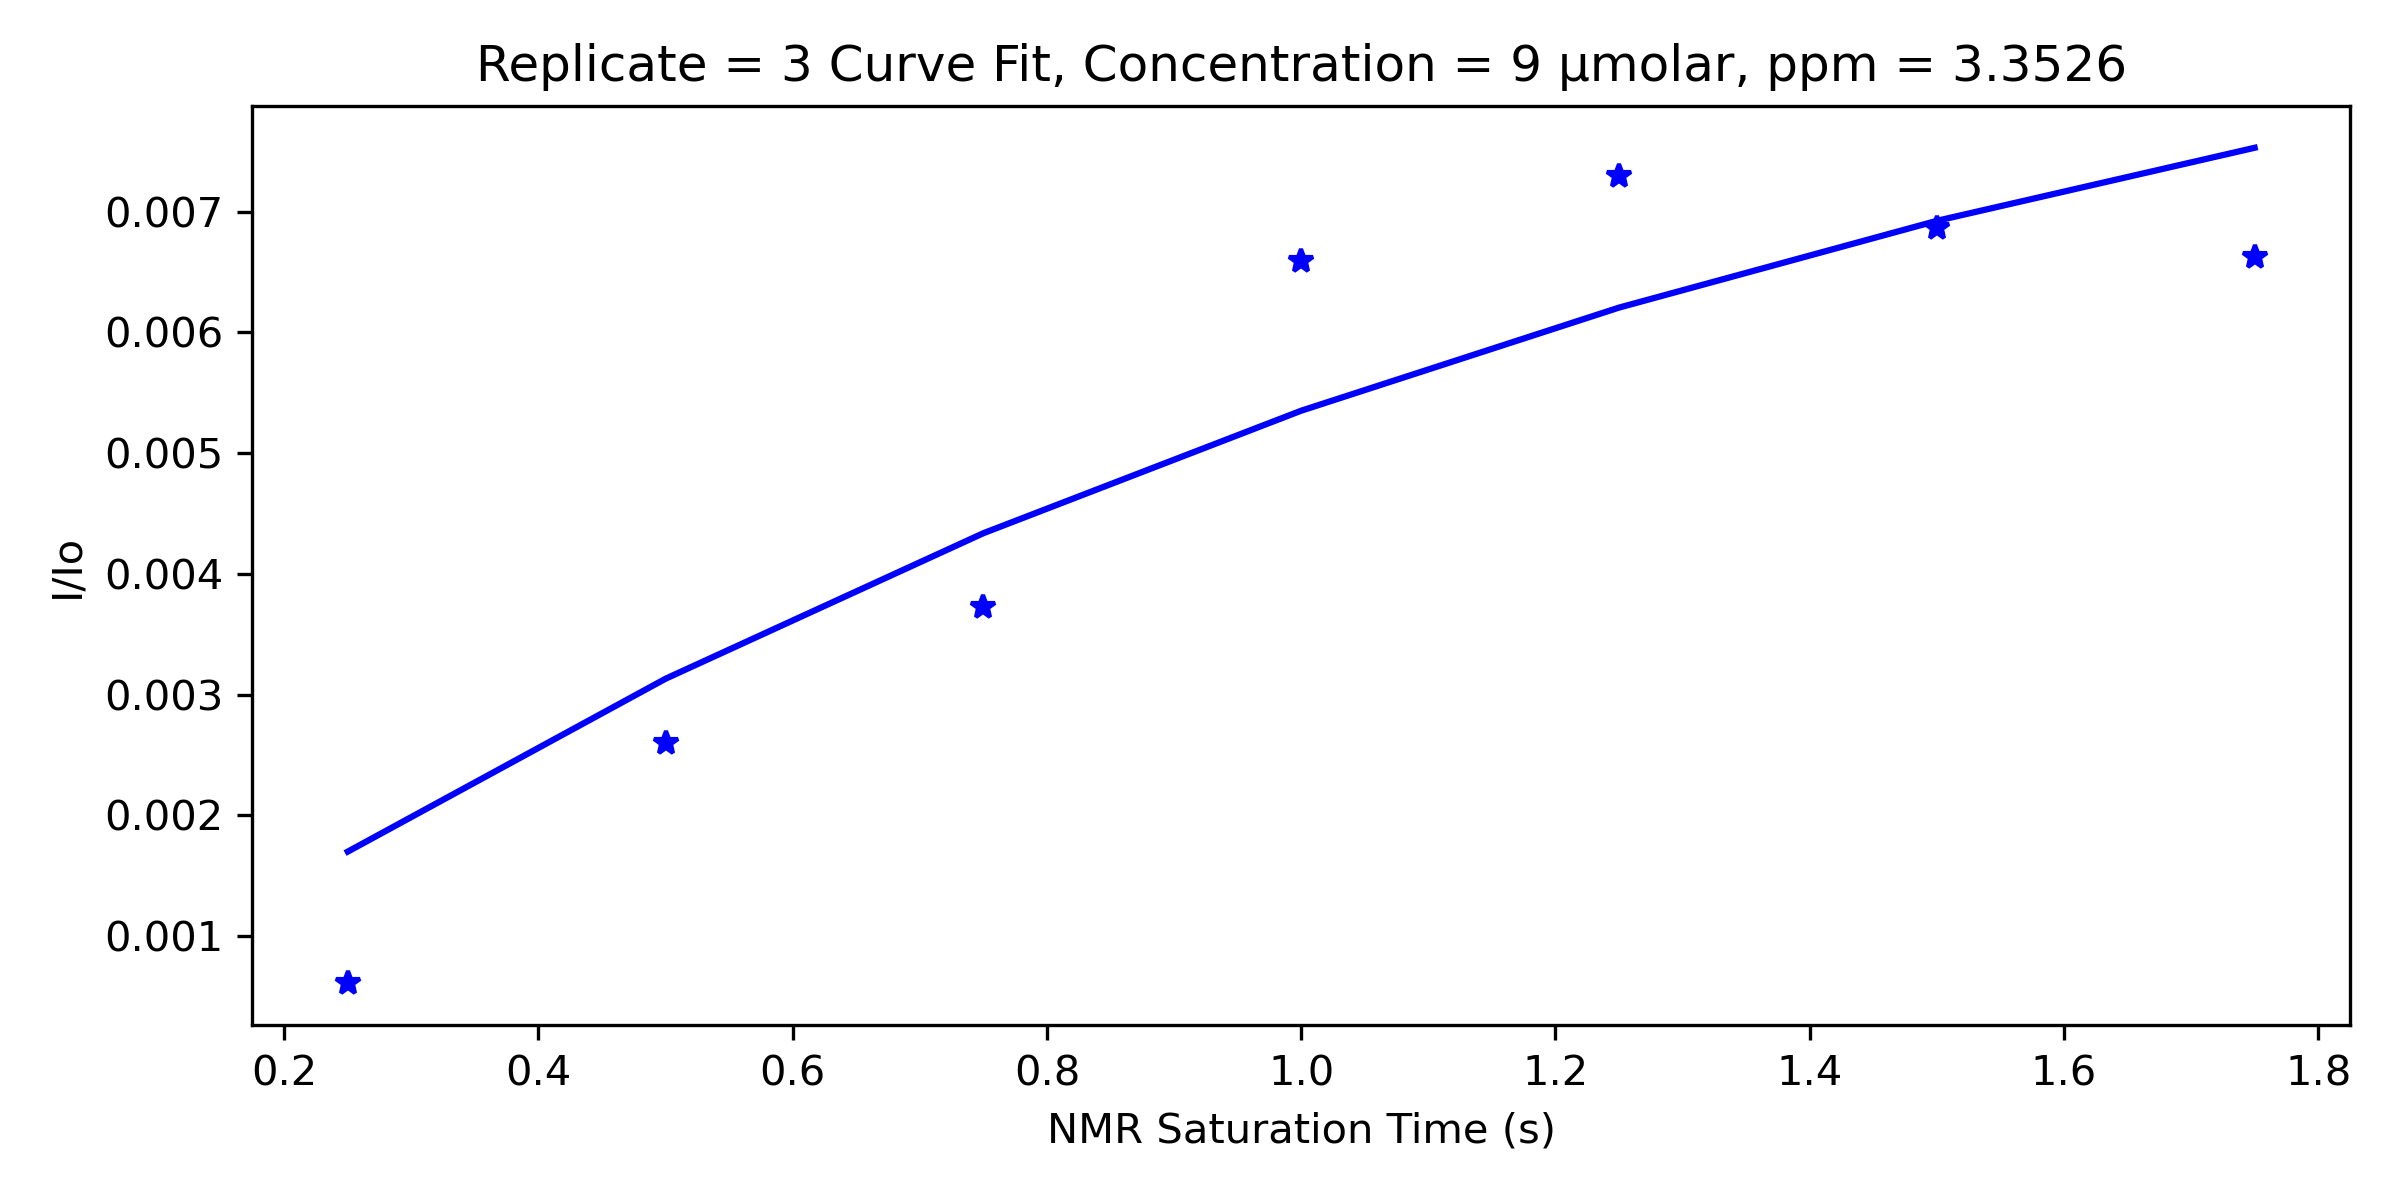 Replicate = 3 Curve Fit, Concentration = 9 μmolar, ppm = 3.3526
I/Io
0.007
0.006
0.005
0.004
0.003
0.002
0.001
0.2 0.4 0.6 0.8 1.0 1.2 1.4 1.6 1.8
NMR Saturation Time (s)